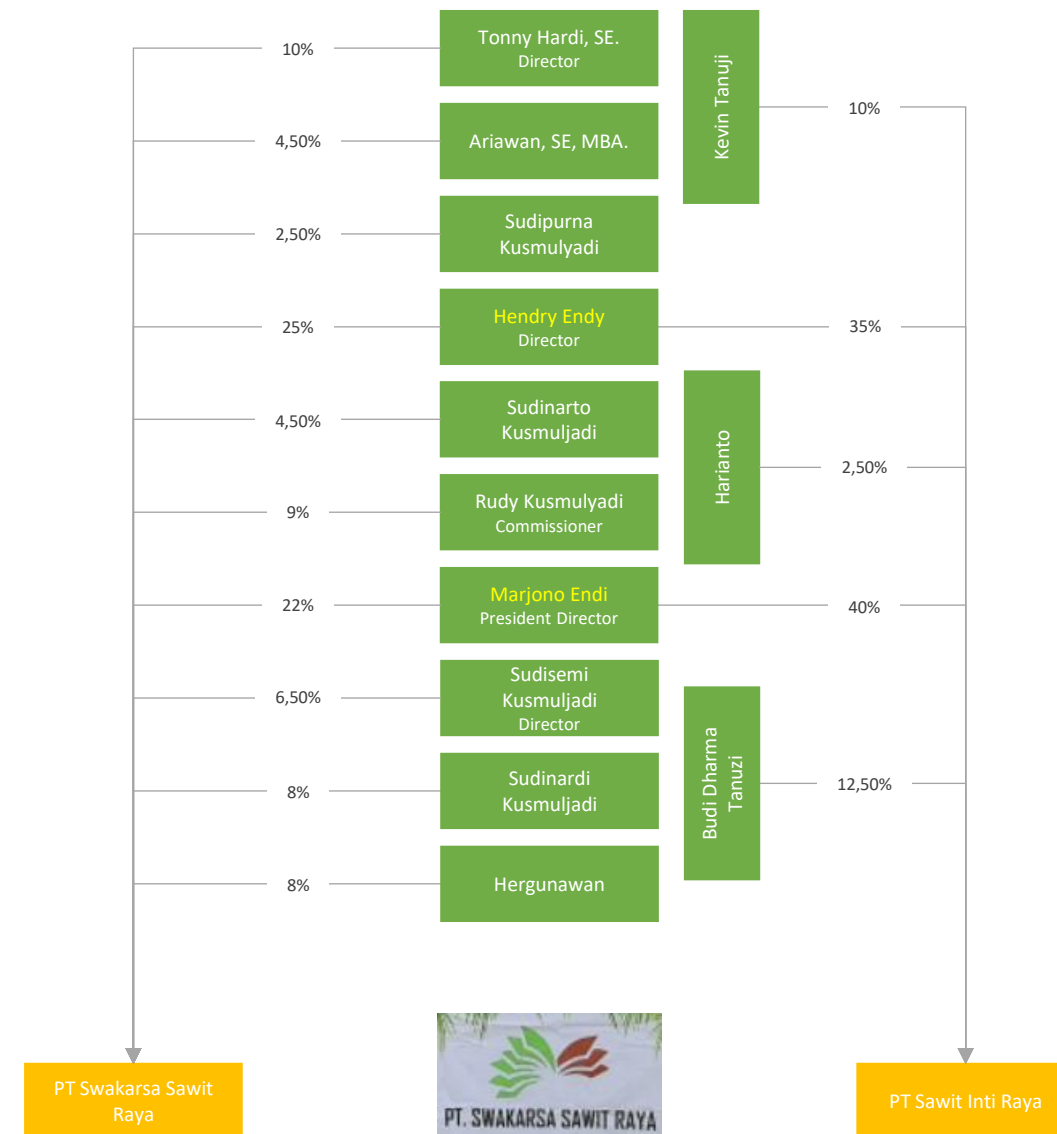 10%
Tonny Hardi, SE.
Director
Kevin Tanuji
10%
4,50%
Ariawan, SE, MBA.
2,50%
Sudipurna
Kusmulyadi
25%
Hendry Endy
Director
35%
4,50%
Sudinarto
Kusmuljadi
Harianto
2,50%
9%
Rudy Kusmulyadi
Commissioner
22%
Marjono Endi
President Director
40%
6,50%
Sudisemi
Kusmuljadi
Director
Budi Dharma
Tanuzi
12,50%
8%
Sudinardi
Kusmuljadi
8%
Hergunawan
PT Swakarsa Sawit
Raya
PT. SWAKARSA SAWIT RAYA
PT Sawit Inti Raya